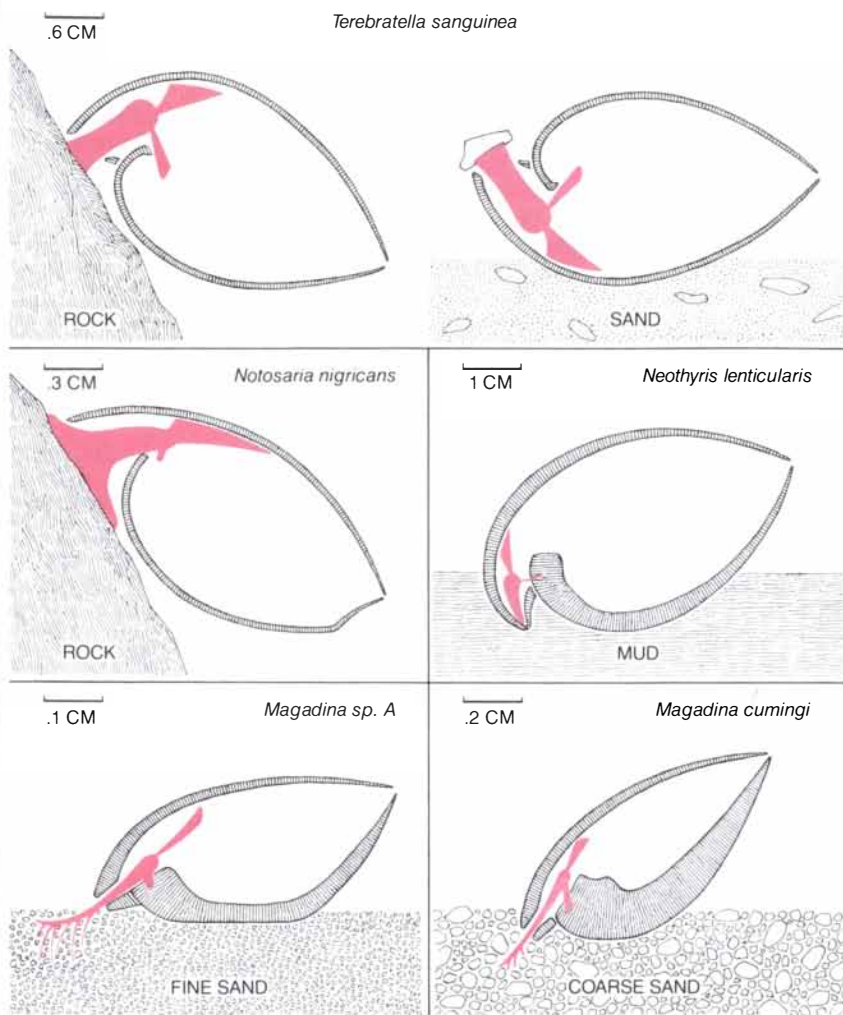 .6 CM
Terebratella sanguinea
ROCK
SAND
.3 CM
Notosaria nigricans
1 CM
Neothyris lenticularis
ROCK
MUD
.1 CM
Magadina sp. A
.2 CM
Magadina cumingi
FINE SAND
COARSE SAND